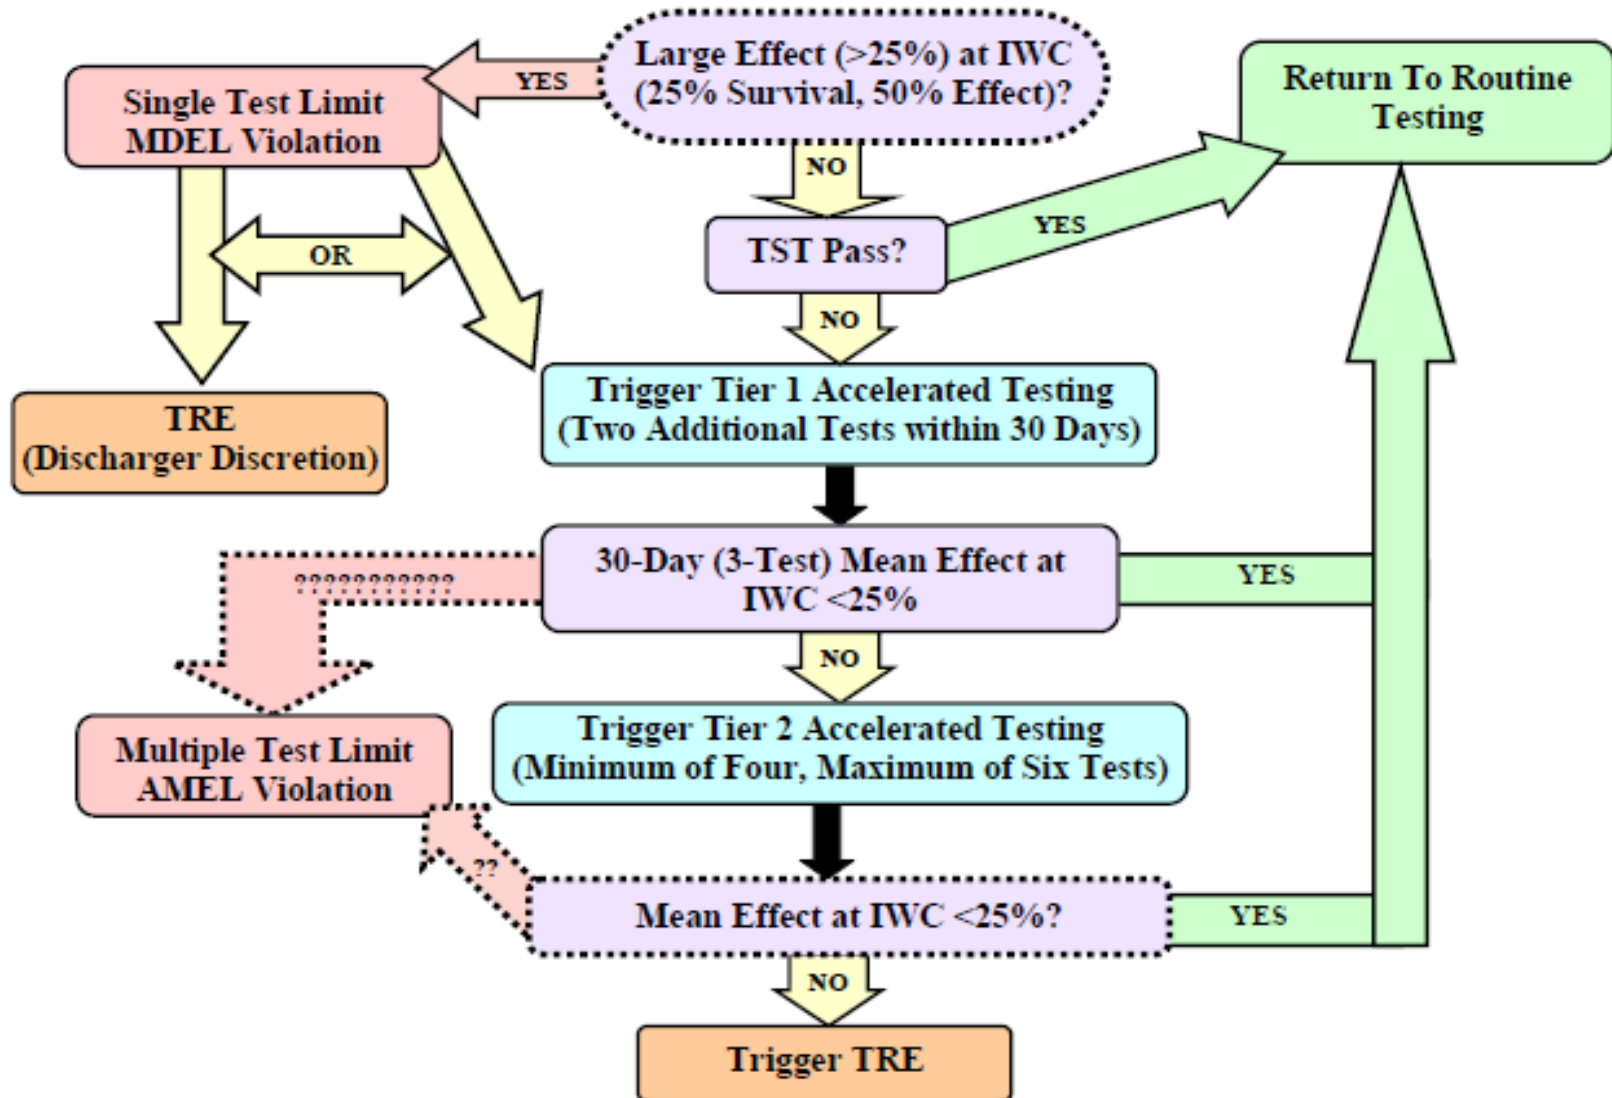 Large Effect (>25%) at IWC
(25% Survival, 50% Effect)?
YES
Single Test Limit
MDEL Violation
Return To Routine
Testing
NO
TST Pass?
YES
OR
NO
Trigger Tier 1 Accelerated Testing
(Two Additional Tests within 30 Days)
TRE
(Discharger Discretion)
30-Day (3-Test) Mean Effect at
IWC <25%
???????????
YES
NO
Trigger Tier 2 Accelerated Testing
(Minimum of Four, Maximum of Six Tests)
Multiple Test Limit
AMEL Violation
??
Mean Effect at IWC <25%?
YES
NO
Trigger TRE